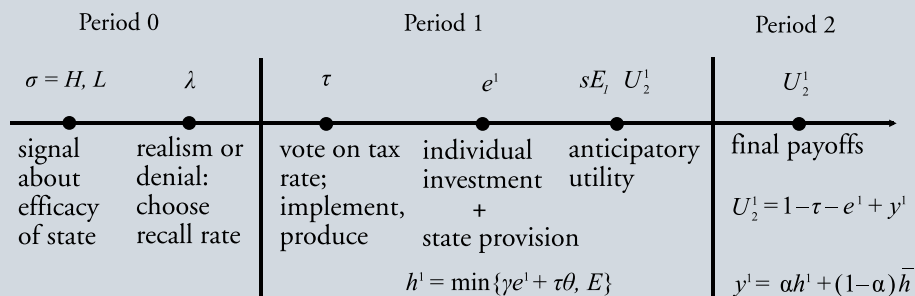 Period 0
Period 1
Period 2
σ = H, L
λ
τ
e¹
sE₁ U₂¹
U₂¹
signal
about
efficacy
of state
realism or
denial:
choose
recall rate
vote on tax
rate;
implement,
produce
individual
investment
+
state provision
h¹ = min{γe¹ + τθ, E}
anticipatory
utility
final payoffs
U₂¹ = 1−τ−e¹ + y¹
y¹ = αh¹ + (1−α)h̄